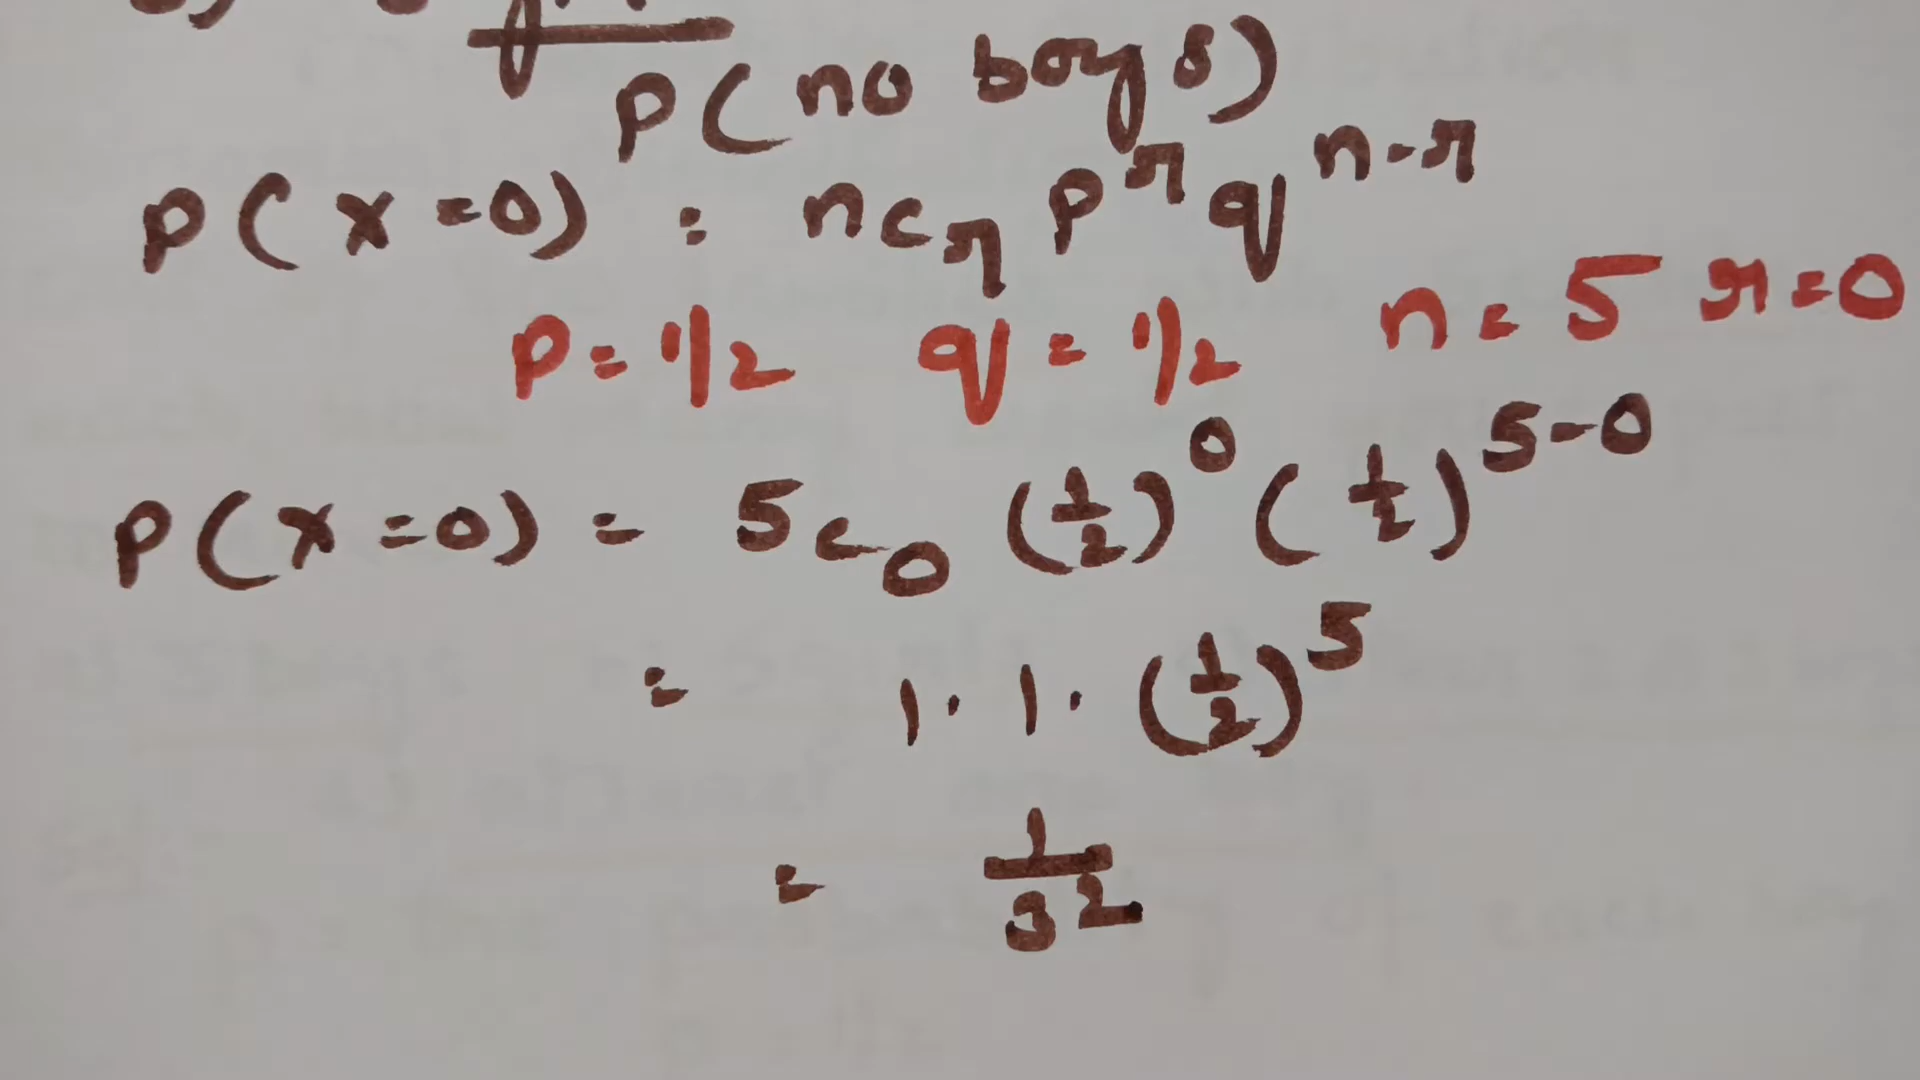 P(no boys)
P(x=0) = nCr p^r q^n-r
P=1/2 q=1/2 n=5 r=0
P(x=0) = 5C0 (1/2)^0 (1/2)^5-0
= 1·1·(1/2)^5
= 1/32